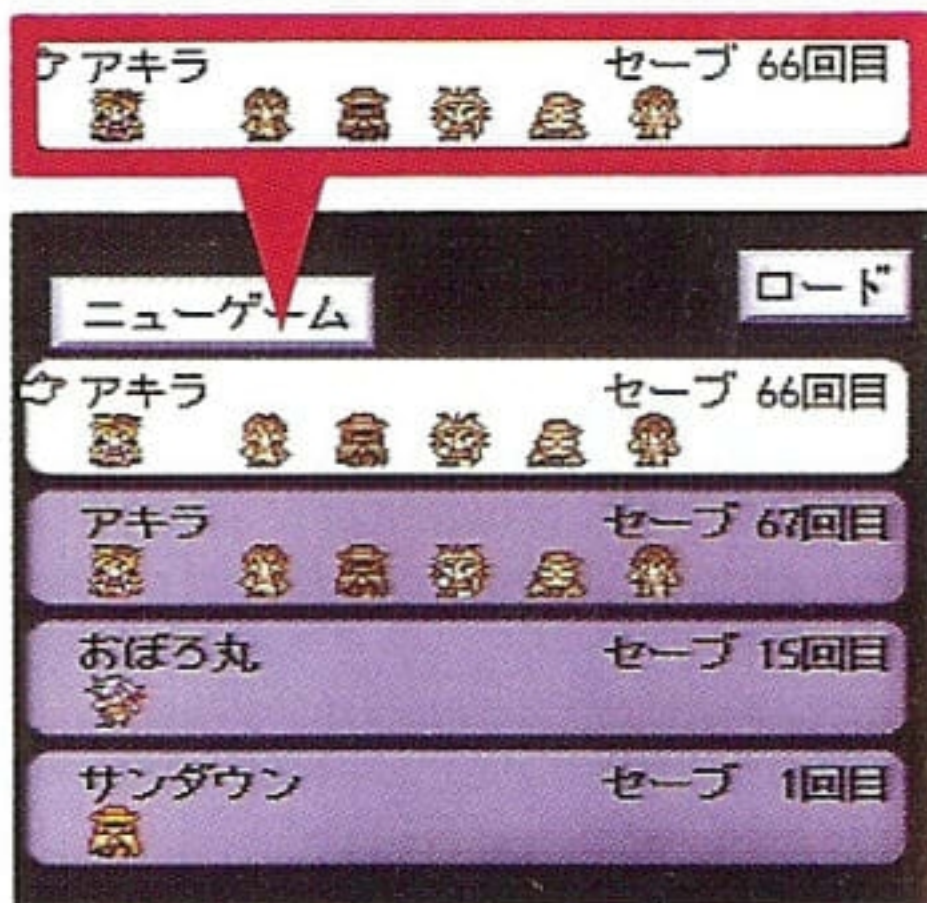 アキラ セーブ 66回目
ニューゲーム ロード
アキラ セーブ 66回目
アキラ セーブ 67回目
おぼろ丸 セーブ 15回目
サンダウン セーブ 1回目